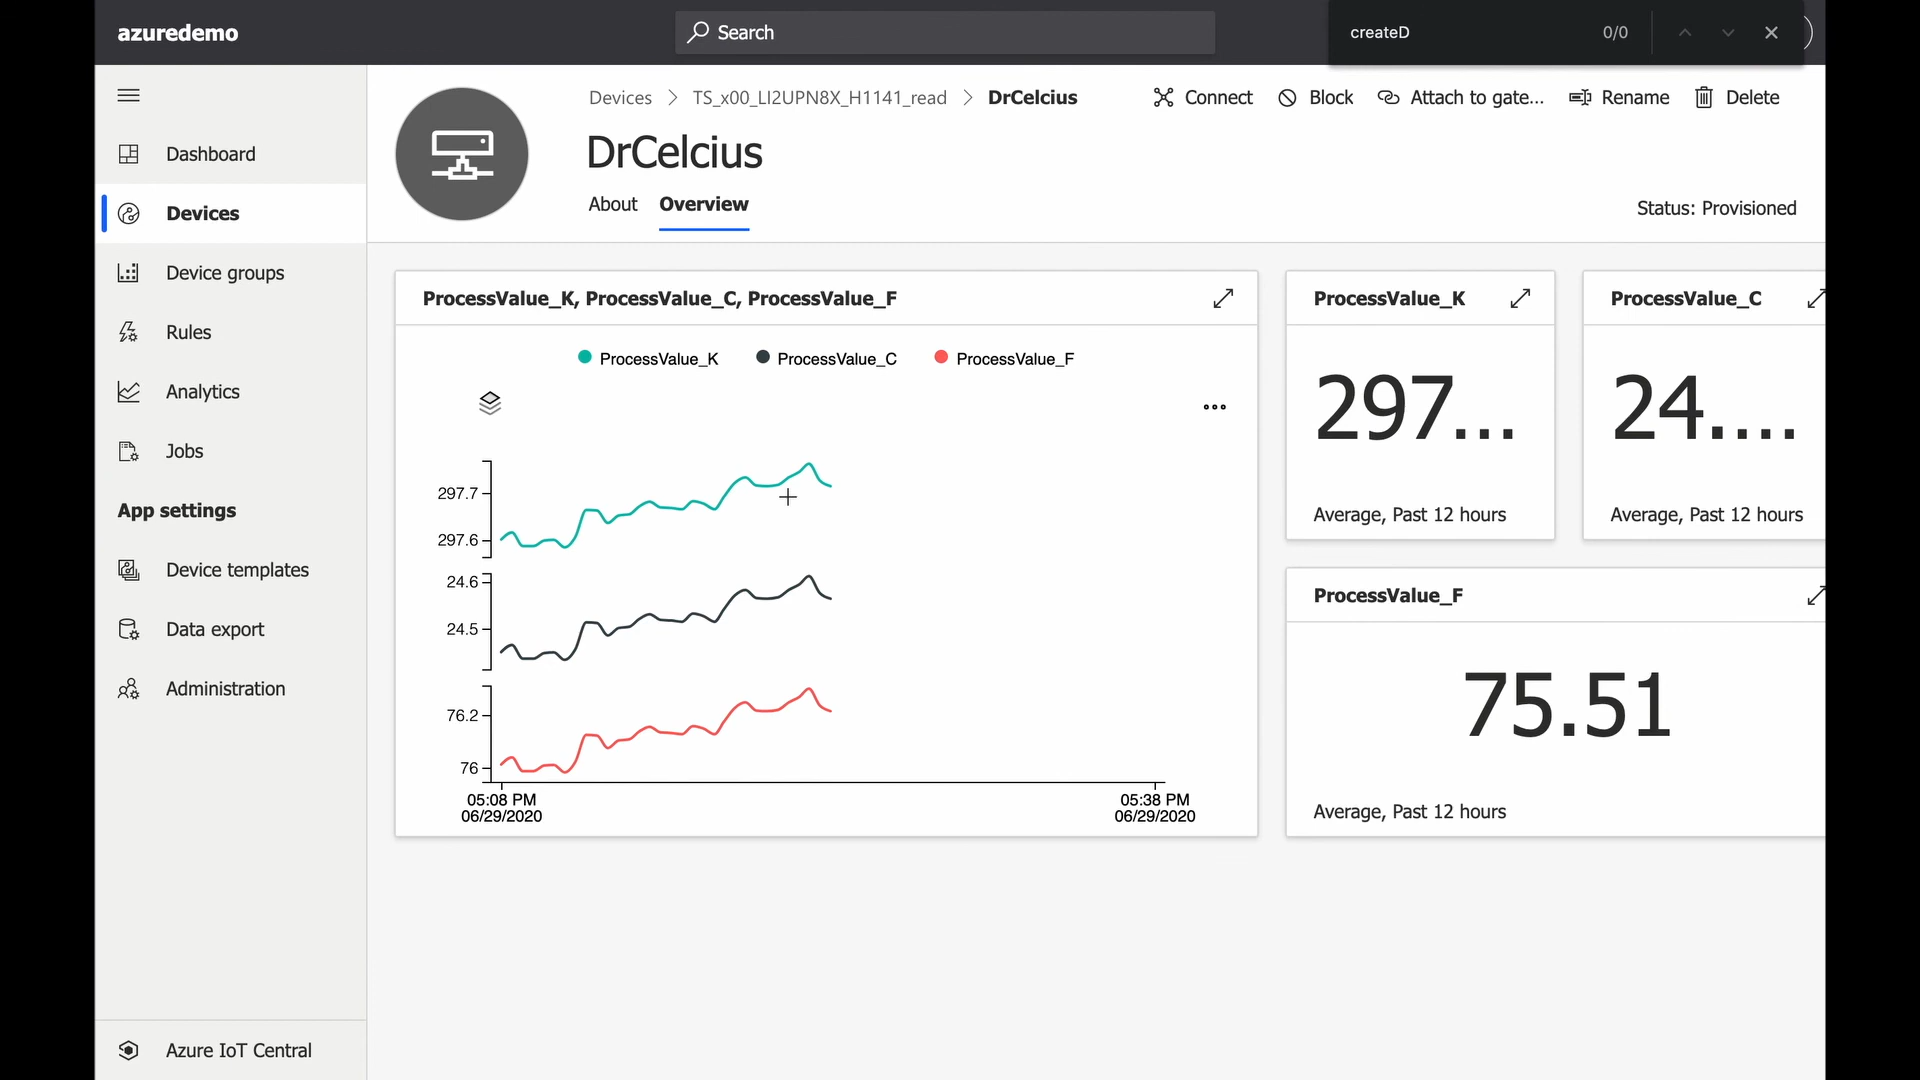 azuredemo
Search
createD
0/0
Dashboard
Devices
Device groups
Rules
Analytics
Jobs
App settings
Device templates
Data export
Administration
Azure IoT Central
Devices > TS_x00_LI2UPN8X_H1141_read > DrCelcius
Connect
Block
Attach to gate...
Rename
Delete
DrCelcius
About
Overview
Status: Provisioned
ProcessValue_K, ProcessValue_C, ProcessValue_F
ProcessValue_K
ProcessValue_C
ProcessValue_F
297.7
297.6
24.6
24.5
76.2
76
05:08 PM
06/29/2020
05:38 PM
06/29/2020
ProcessValue_K
297...
Average, Past 12 hours
ProcessValue_C
24....
Average, Past 12 hours
ProcessValue_F
75.51
Average, Past 12 hours